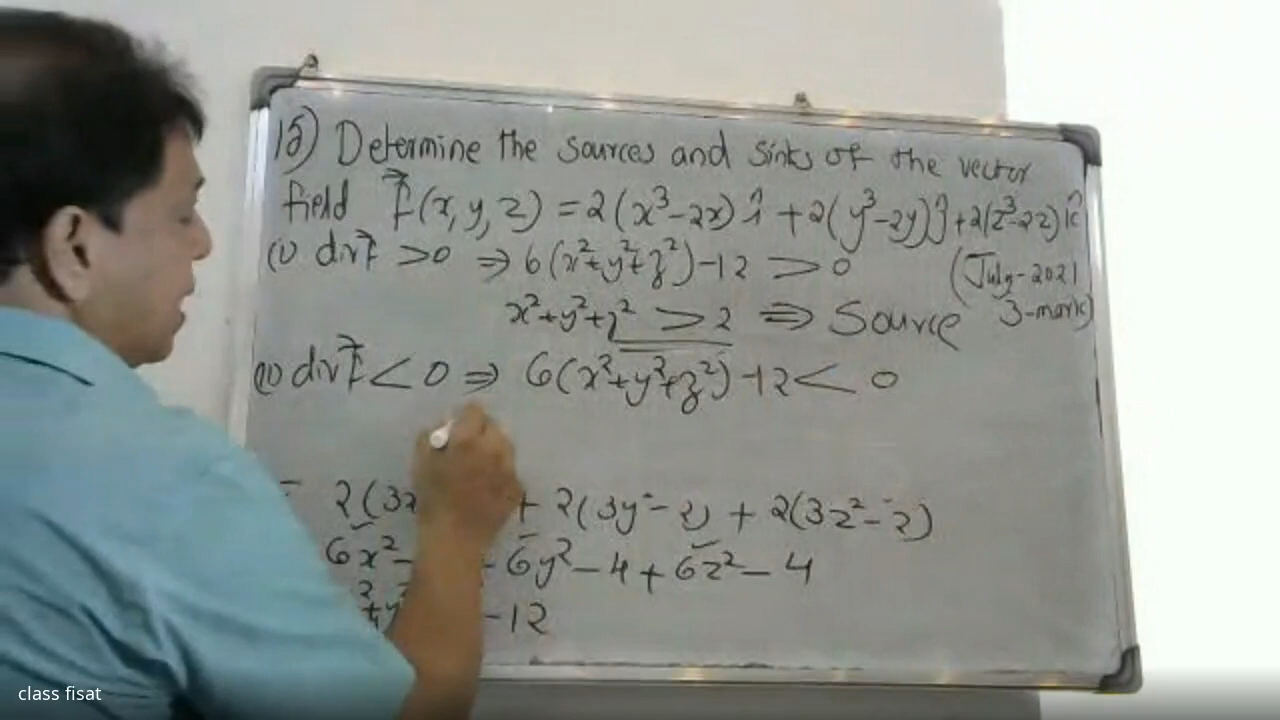 15) Determine the sources and sinks of the vector
field F⃗(x, y, z) = 2(x³-2x)î + 2(y³-2y)ĵ + 2(z³-2z)k̂
(i) div F⃗ > 0 ⇒ 6(x²+y²+z²)-12 > 0
(July-2021
x²+y²+z² > 2 ⇒ Source
3-mark)
(ii) div F⃗ < 0 ⇒ 6(x²+y²+z²)-12 < 0
= 2(3x + 2(3y²-2) + 2(3z²-2)
6x²- 6y²-4+6z²-4
²+y -12
class fisat